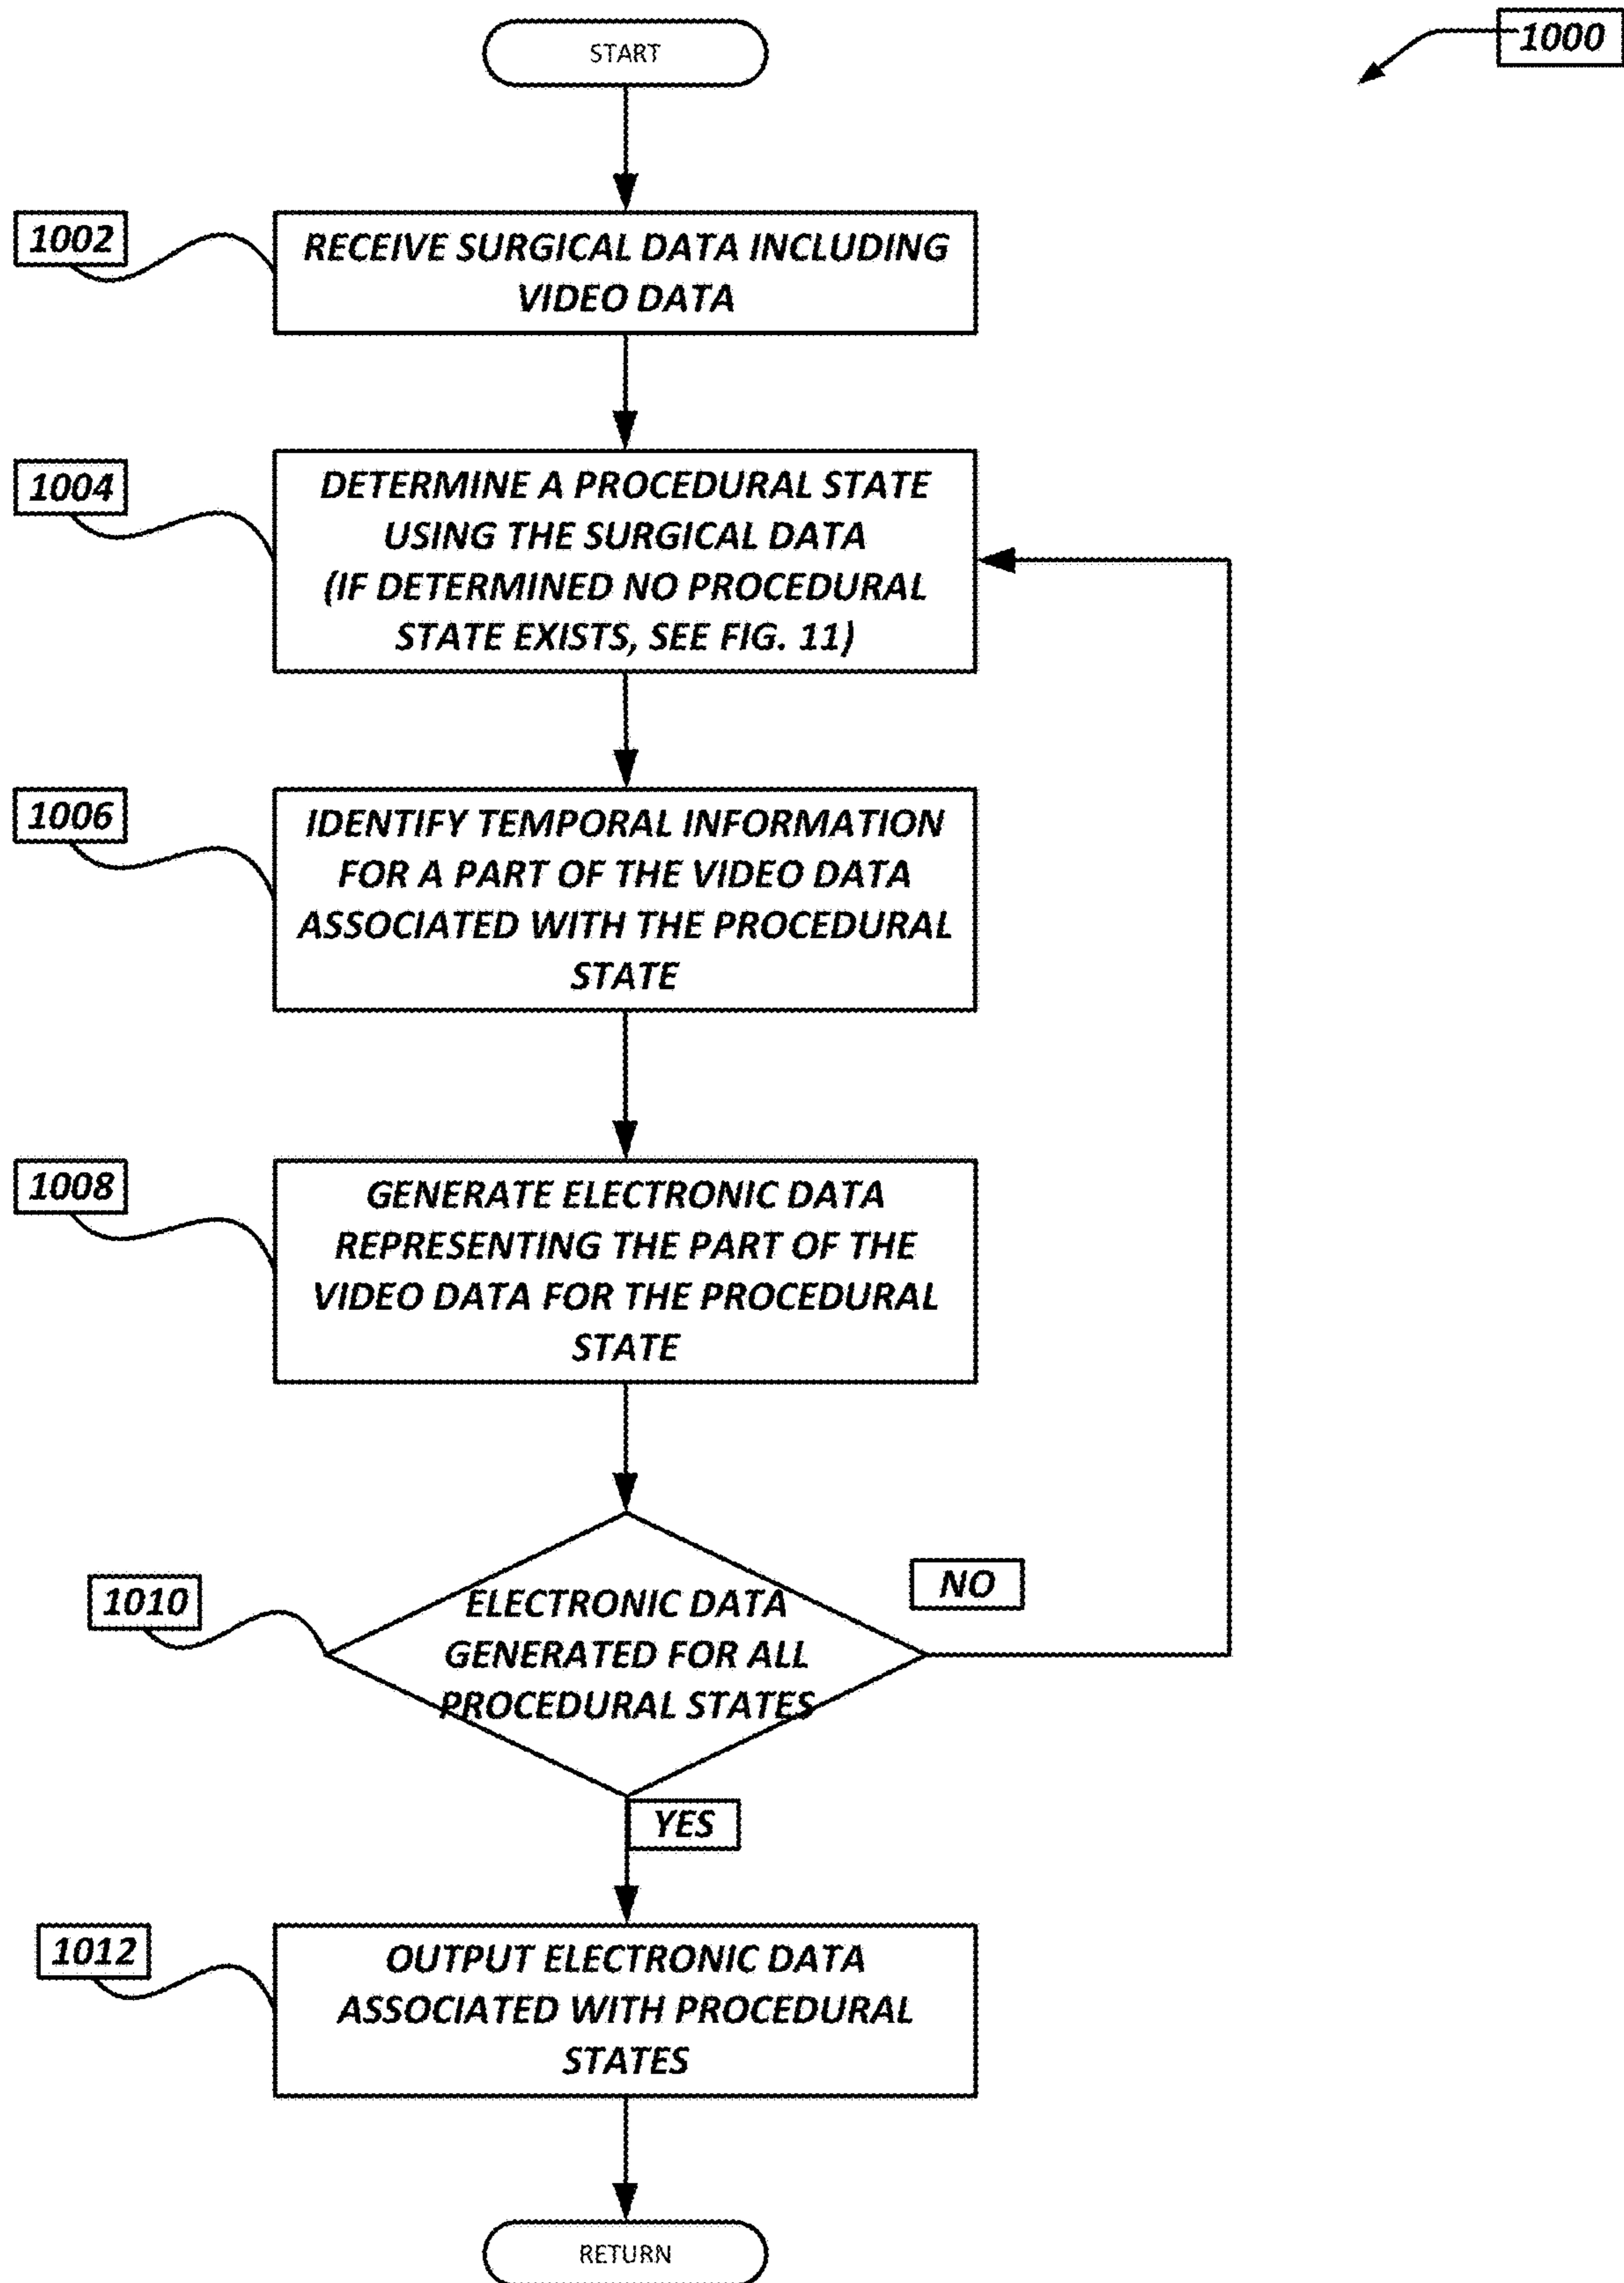 START
1000
1002
RECEIVE SURGICAL DATA INCLUDING
VIDEO DATA
1004
DETERMINE A PROCEDURAL STATE
USING THE SURGICAL DATA
(IF DETERMINED NO PROCEDURAL
STATE EXISTS, SEE FIG. 11)
1006
IDENTIFY TEMPORAL INFORMATION
FOR A PART OF THE VIDEO DATA
ASSOCIATED WITH THE PROCEDURAL
STATE
1008
GENERATE ELECTRONIC DATA
REPRESENTING THE PART OF THE
VIDEO DATA FOR THE PROCEDURAL
STATE
1010
ELECTRONIC DATA
GENERATED FOR ALL
PROCEDURAL STATES
NO
YES
1012
OUTPUT ELECTRONIC DATA
ASSOCIATED WITH PROCEDURAL
STATES
RETURN